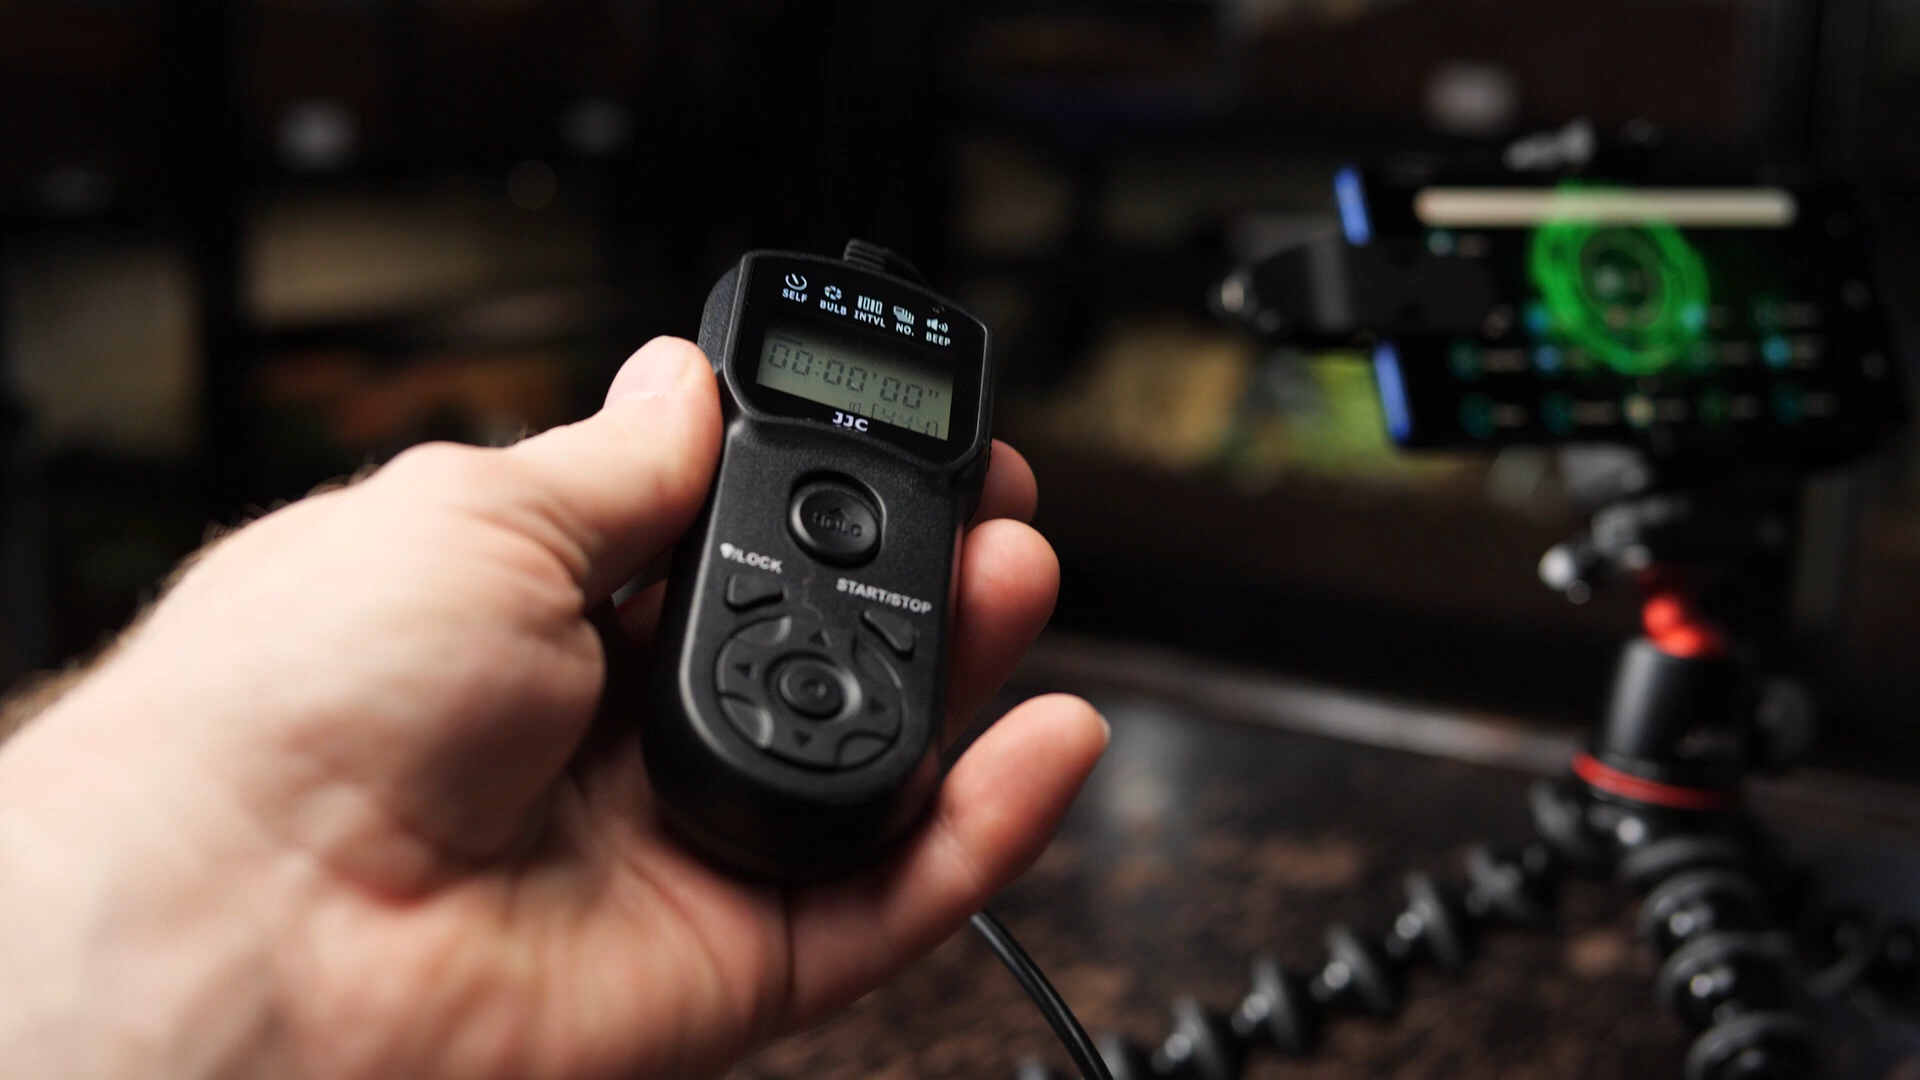 SELF BULB INTVL NO. BEEP
00:00'00"
JJC
HOLD
/LOCK
START/STOP